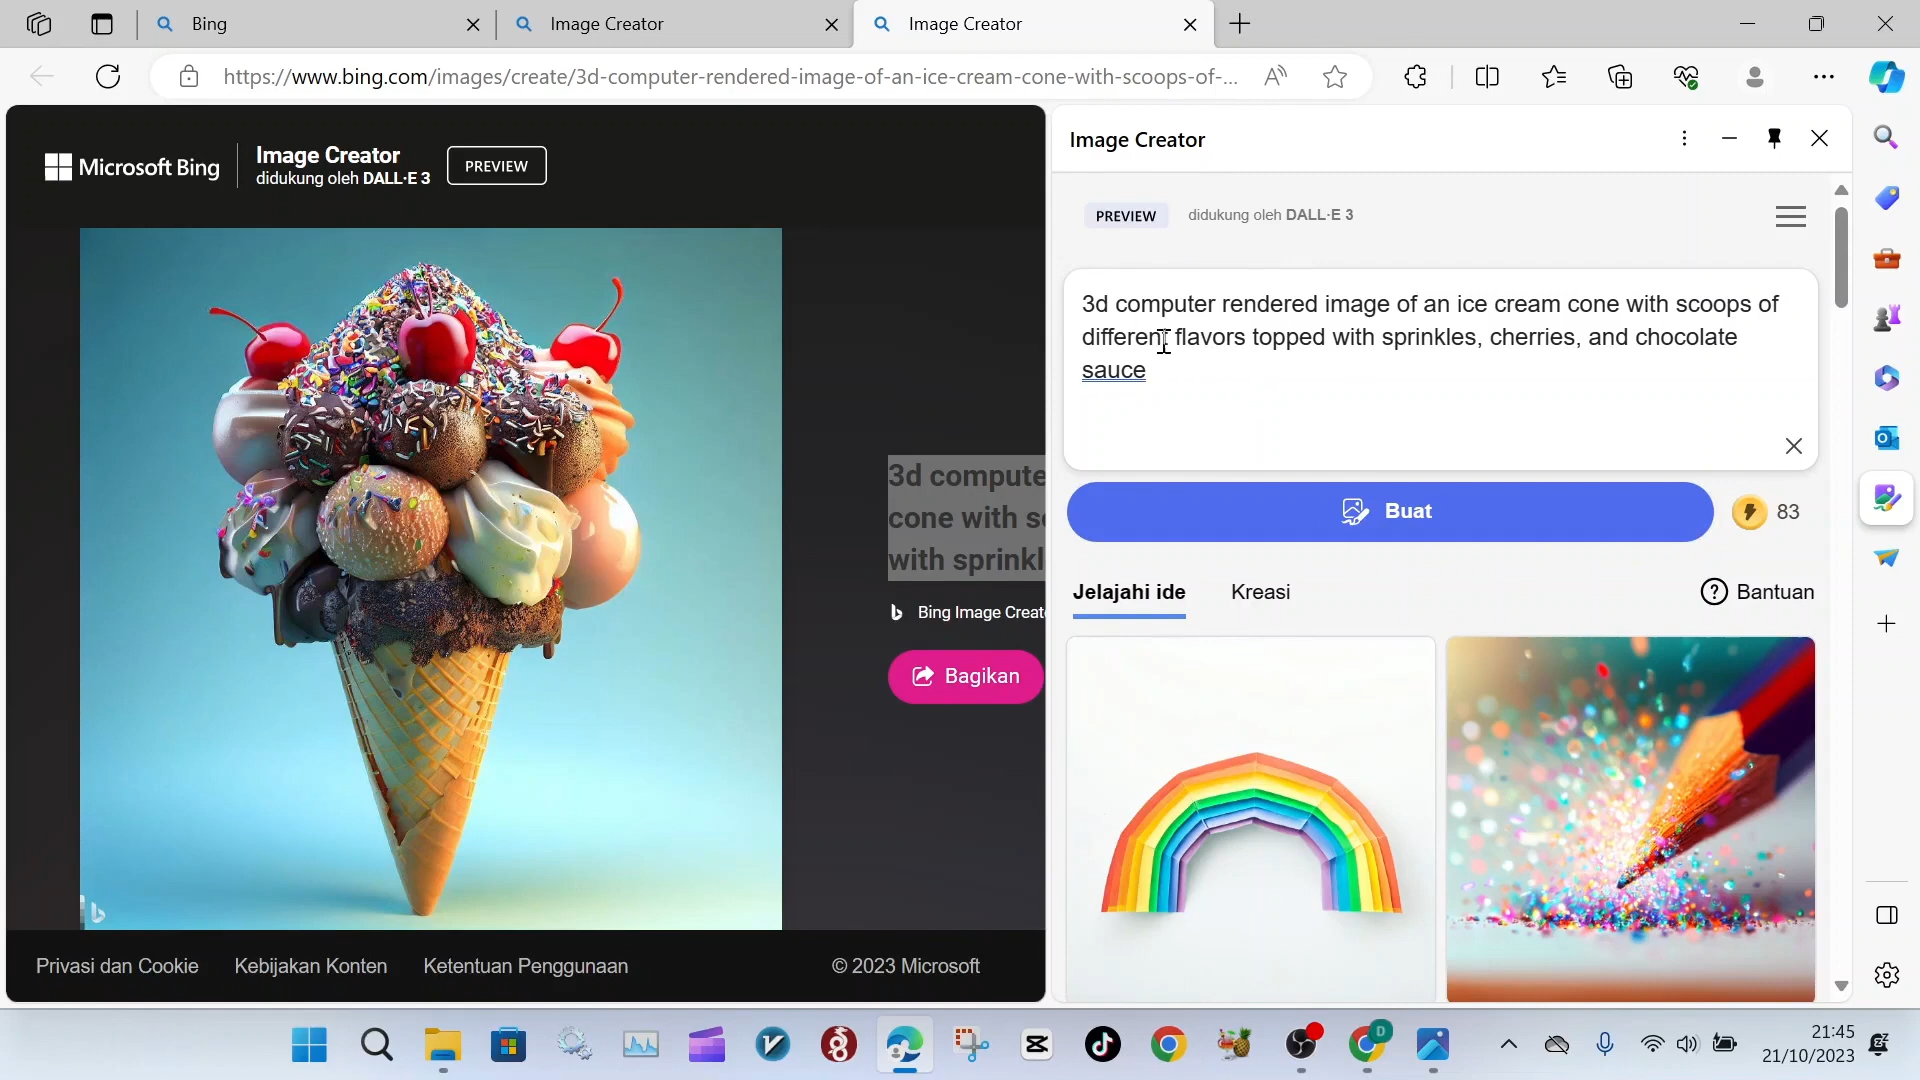 Bing
Image Creator
Image Creator
https://www.bing.com/images/create/3d-computer-rendered-image-of-an-ice-cream-cone-with-scoops-of-...
Microsoft Bing
Image Creator
didukung oleh DALL·E 3
PREVIEW
3d compute
cone with s
with sprinkl
Bing Image Creat
Bagikan
Privasi dan Cookie
Kebijakan Konten
Ketentuan Penggunaan
© 2023 Microsoft
Image Creator
PREVIEW
didukung oleh DALL·E 3
3d computer rendered image of an ice cream cone with scoops of
different flavors topped with sprinkles, cherries, and chocolate
sauce
Buat
83
Jelajahi ide
Kreasi
Bantuan
D
21:45
21/10/2023